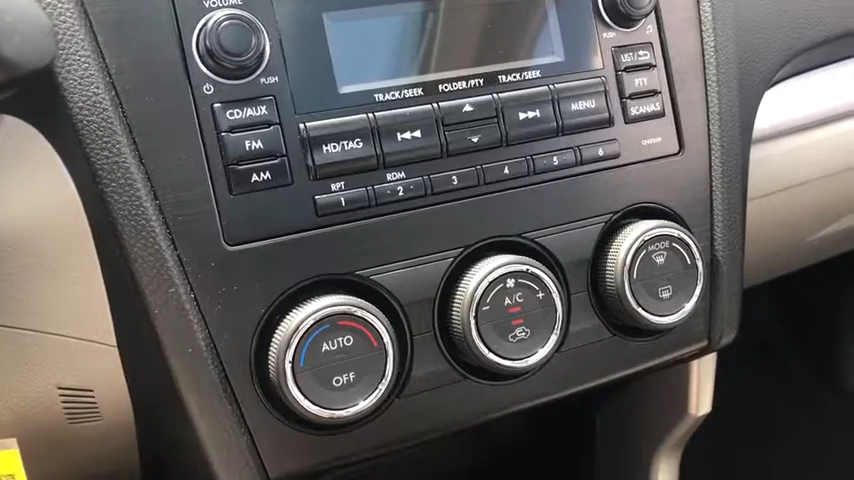 VOLUME
PUSH
PUSH
TRACK/SEEK
FOLDER/PTY
TRACK/SEEK
CD/AUX
FM
AM
HD/TAG
MENU
LIST/
PTY
SCAN/A
RPT
RDM
1
2
3
4
5
6
AUTO
OFF
A/C
- +
MODE